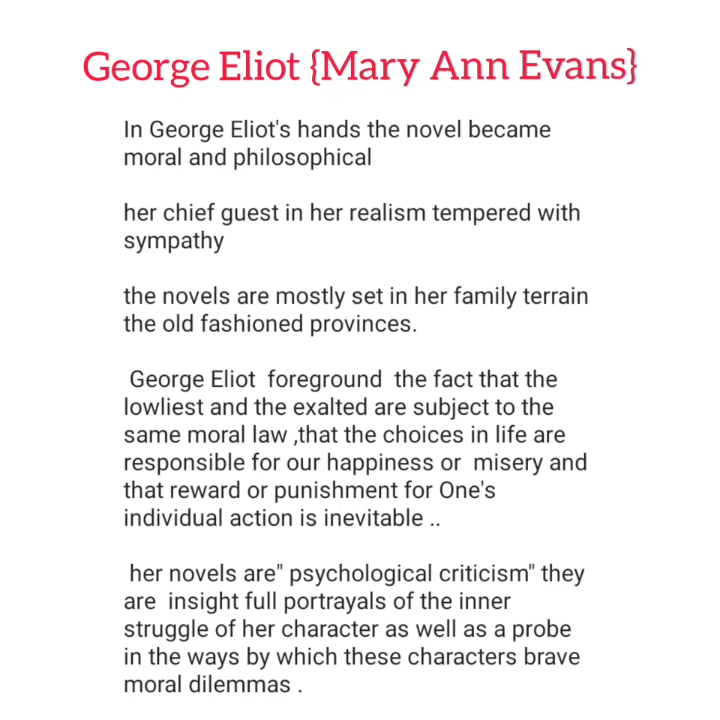 George Eliot {Mary Ann Evans}
In George Eliot's hands the novel became
moral and philosophical
her chief guest in her realism tempered with
sympathy
the novels are mostly set in her family terrain
the old fashioned provinces.
George Eliot foreground the fact that the
lowliest and the exalted are subject to the
same moral law ,that the choices in life are
responsible for our happiness or misery and
that reward or punishment for One's
individual action is inevitable ..
her novels are" psychological criticism" they
are insight full portrayals of the inner
struggle of her character as well as a probe
in the ways by which these characters brave
moral dilemmas .